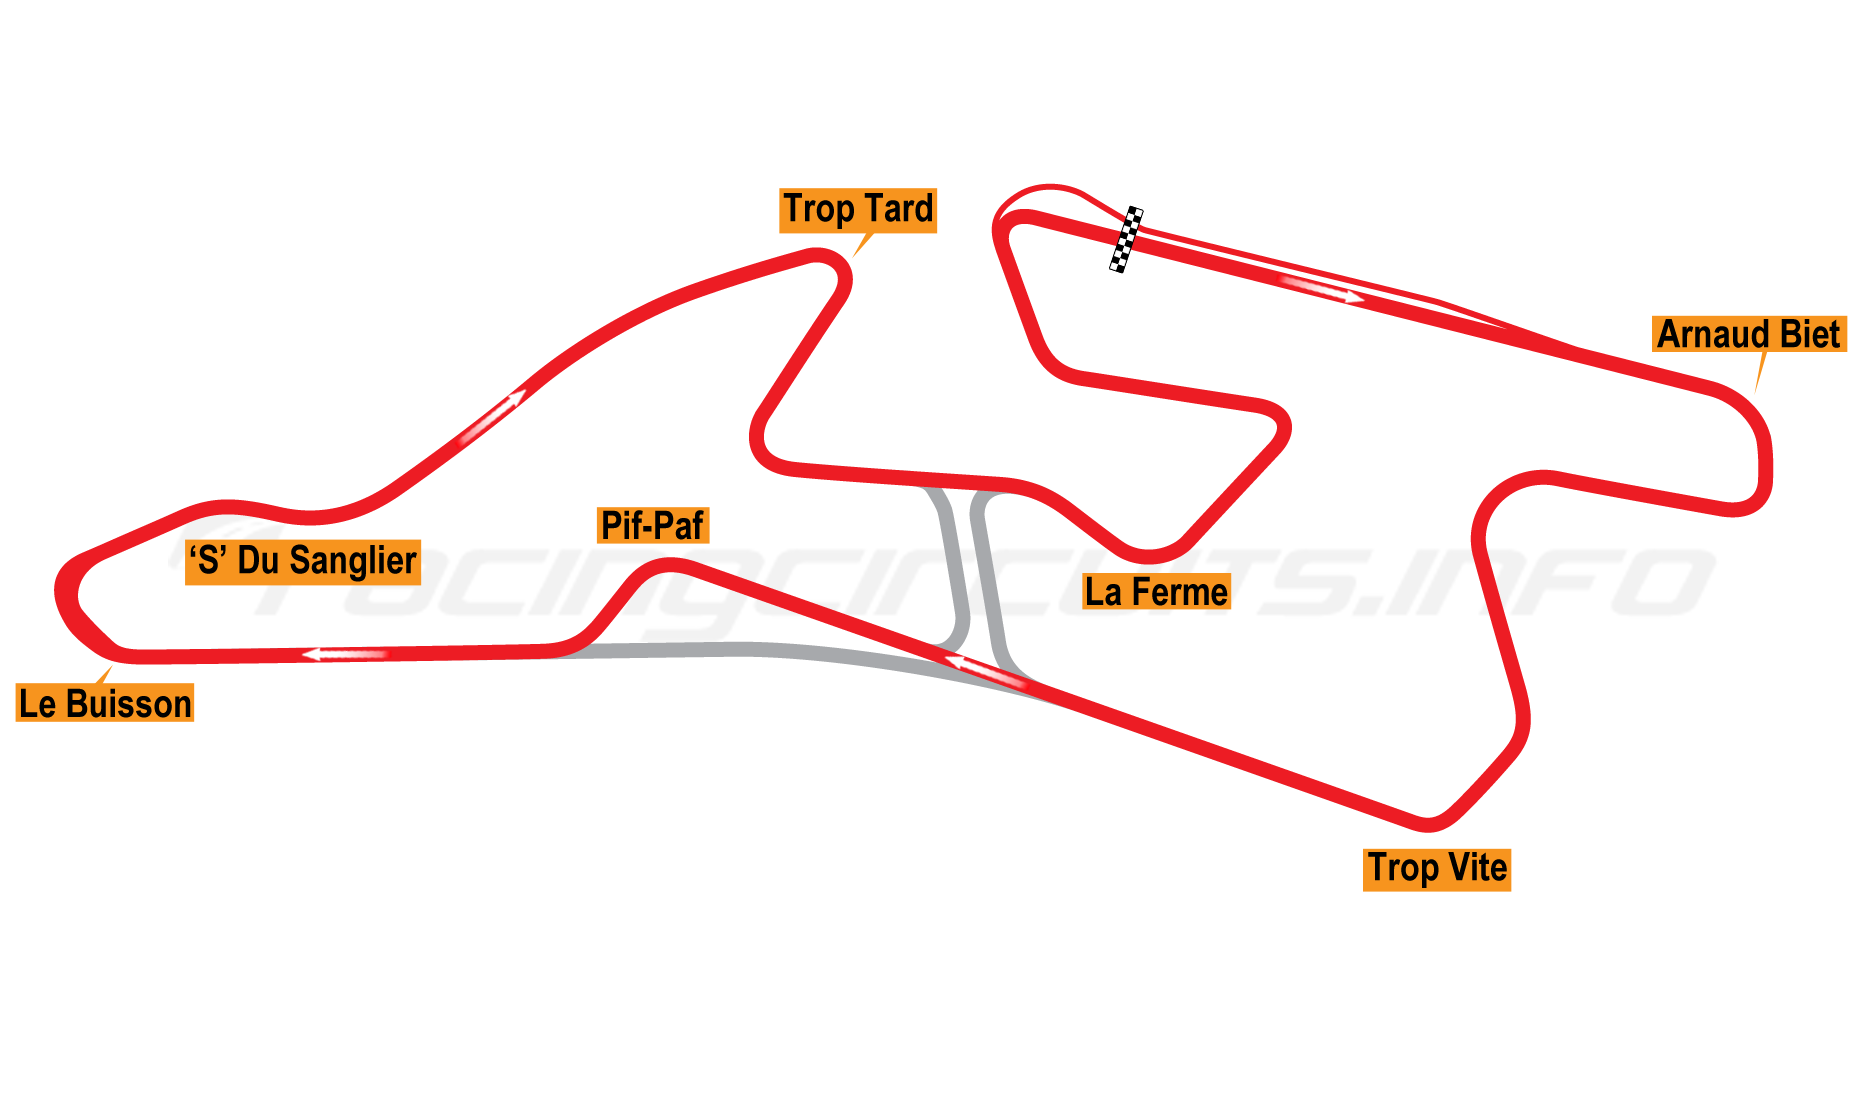 Trop Tard
Arnaud Biet
Pif-Paf
‘S’ Du Sanglier
racingcircuits.info
La Ferme
Le Buisson
Trop Vite